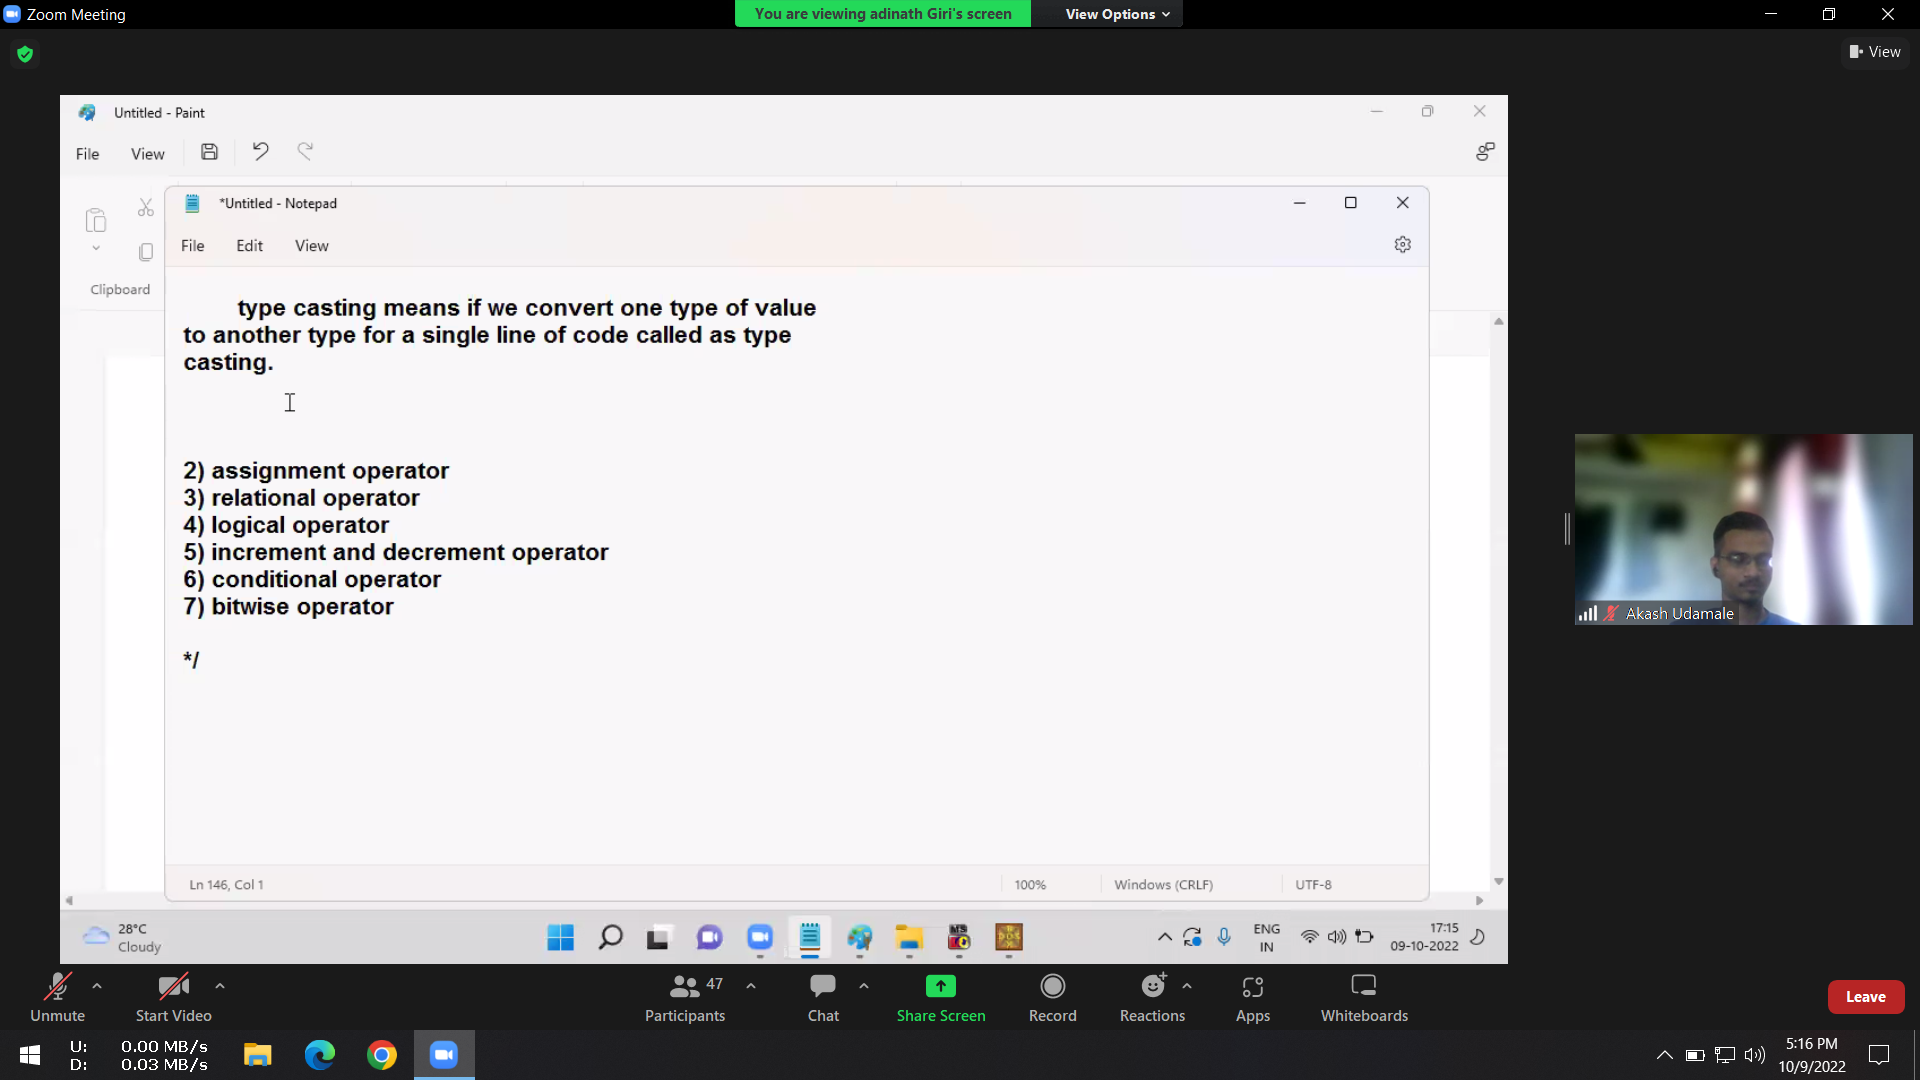 Zoom Meeting
You are viewing adinath Giri's screen
View Options
View
Untitled - Paint
File View
*Untitled - Notepad
File Edit View
Clipboard
type casting means if we convert one type of value
to another type for a single line of code called as type
casting.
2) assignment operator
3) relational operator
4) logical operator
5) increment and decrement operator
6) conditional operator
7) bitwise operator
*/
Akash Udamale
Ln 146, Col 1 100% Windows (CRLF) UTF-8
28°C
Cloudy
MS
DOS
ENG
IN
17:15
09-10-2022
Unmute
Start Video
47
Participants
Chat
Share Screen
Record
Reactions
Apps
Whiteboards
Leave
U: 0.00 MB/s
D: 0.03 MB/s
5:16 PM
10/9/2022